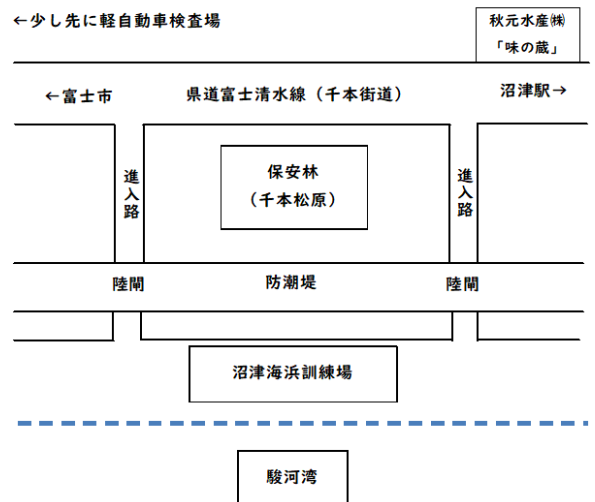 ←少し先に軽自動車検査場
秋元水産㈱
「味の蔵」
←富士市
県道富士清水線（千本街道）
沼津駅→
進入路
保安林
（千本松原）
進入路
陸閘
防潮堤
陸閘
沼津海浜訓練場
駿河湾